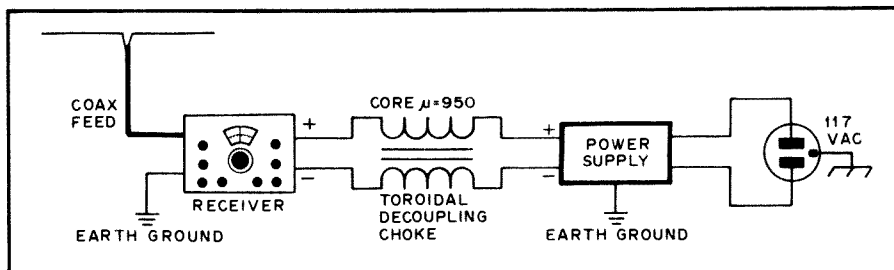 COAX
FEED
CORE μ=950
117
VAC
+
+
POWER
SUPPLY
−
−
RECEIVER
TOROIDAL
DECOUPLING
CHOKE
EARTH GROUND
EARTH GROUND